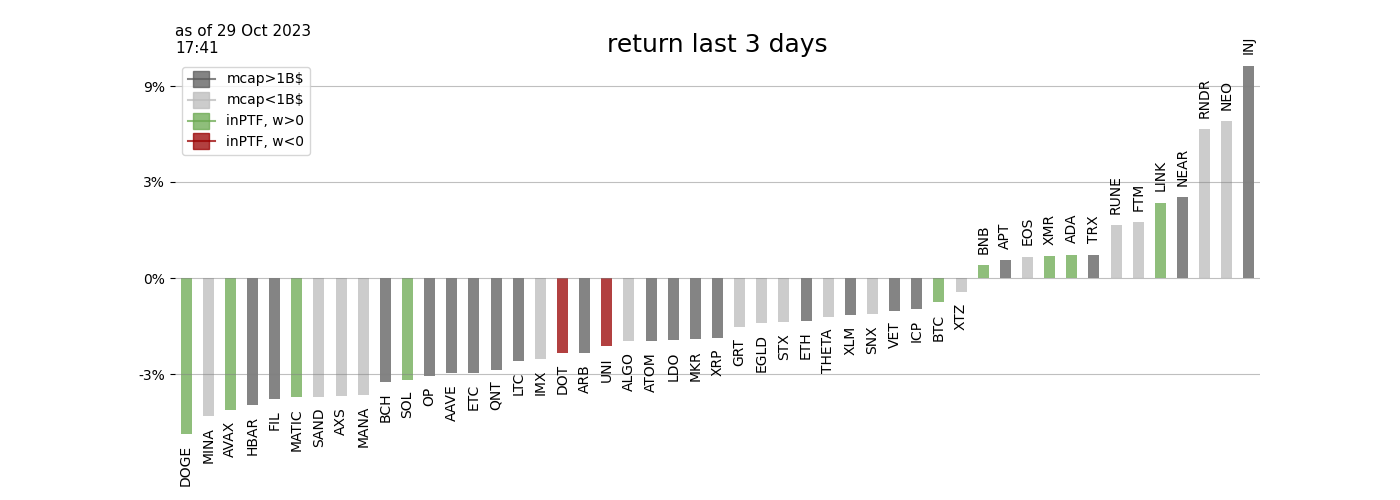 as of 29 Oct 2023
17:41
return last 3 days
mcap>1B$
mcap<1B$
inPTF, w>0
inPTF, w<0
9%
3%
0%
-3%
DOGE
MINA
AVAX
HBAR
FIL
MATIC
SAND
AXS
MANA
BCH
SOL
OP
AAVE
ETC
QNT
LTC
IMX
DOT
ARB
UNI
ALGO
ATOM
LDO
MKR
XRP
GRT
EGLD
STX
ETH
THETA
XLM
SNX
VET
ICP
BTC
XTZ
BNB
APT
EOS
XMR
ADA
TRX
RUNE
FTM
LINK
NEAR
RNDR
NEO
INJ